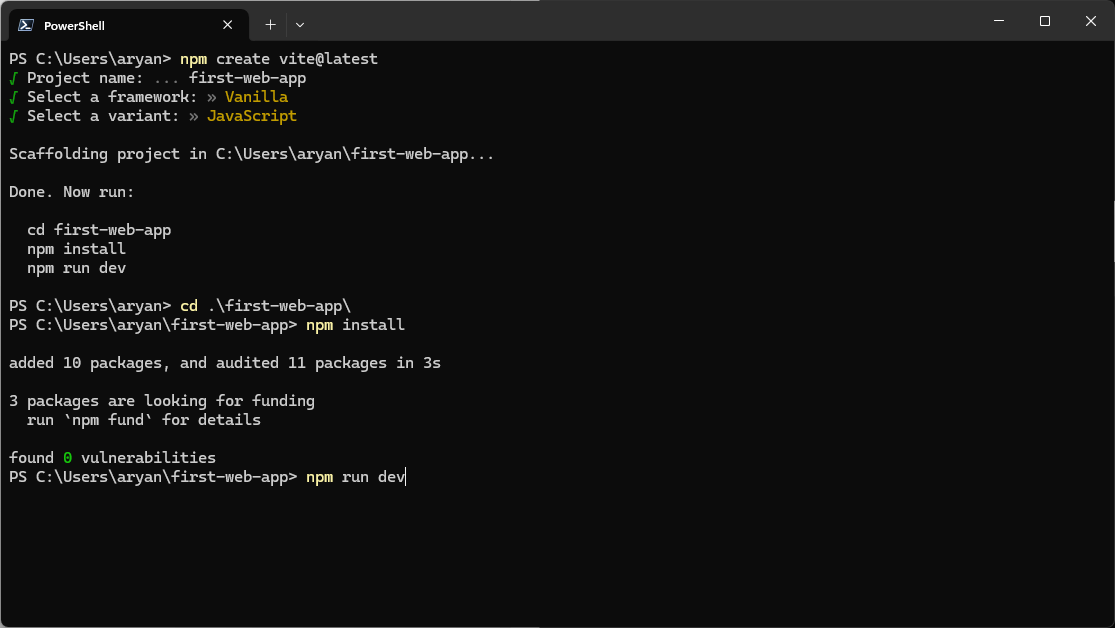 PowerShell
PS C:\Users\aryan> npm create vite@latest
√ Project name: ... first-web-app
√ Select a framework: » Vanilla
√ Select a variant: » JavaScript
Scaffolding project in C:\Users\aryan\first-web-app...
Done. Now run:
cd first-web-app
npm install
npm run dev
PS C:\Users\aryan> cd .\first-web-app\
PS C:\Users\aryan\first-web-app> npm install
added 10 packages, and audited 11 packages in 3s
3 packages are looking for funding
run `npm fund` for details
found 0 vulnerabilities
PS C:\Users\aryan\first-web-app> npm run dev